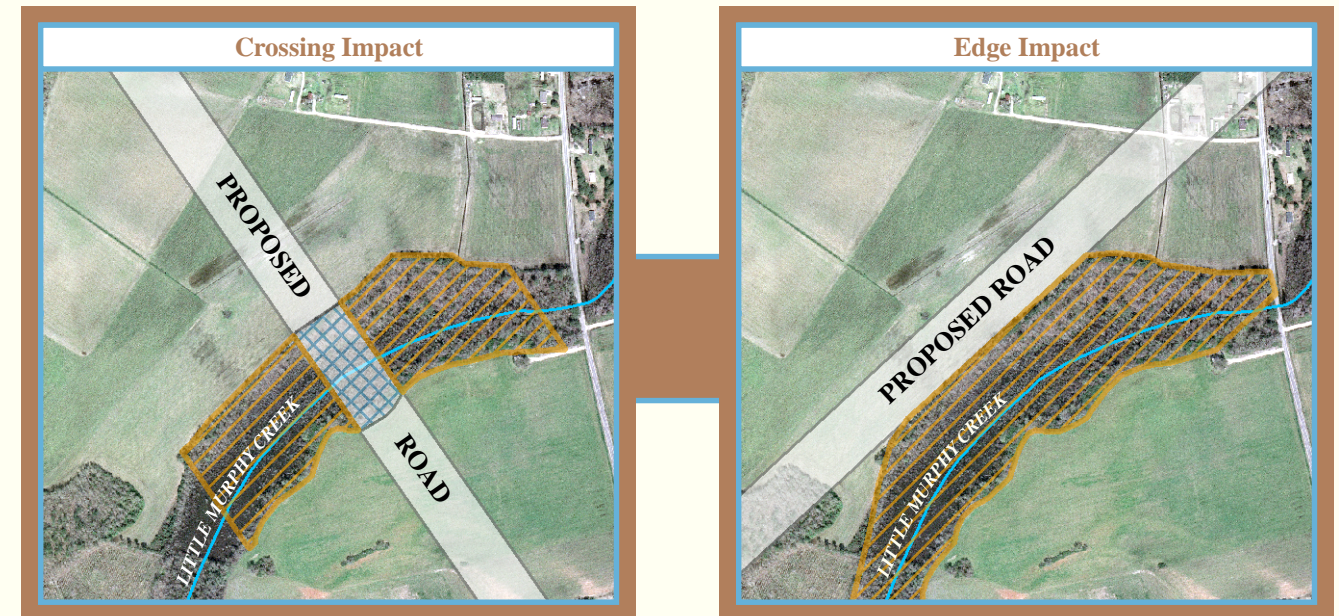 Crossing Impact
PROPOSED
ROAD
LITTLE MURPHY CREEK
Edge Impact
PROPOSED ROAD
LITTLE MURPHY CREEK